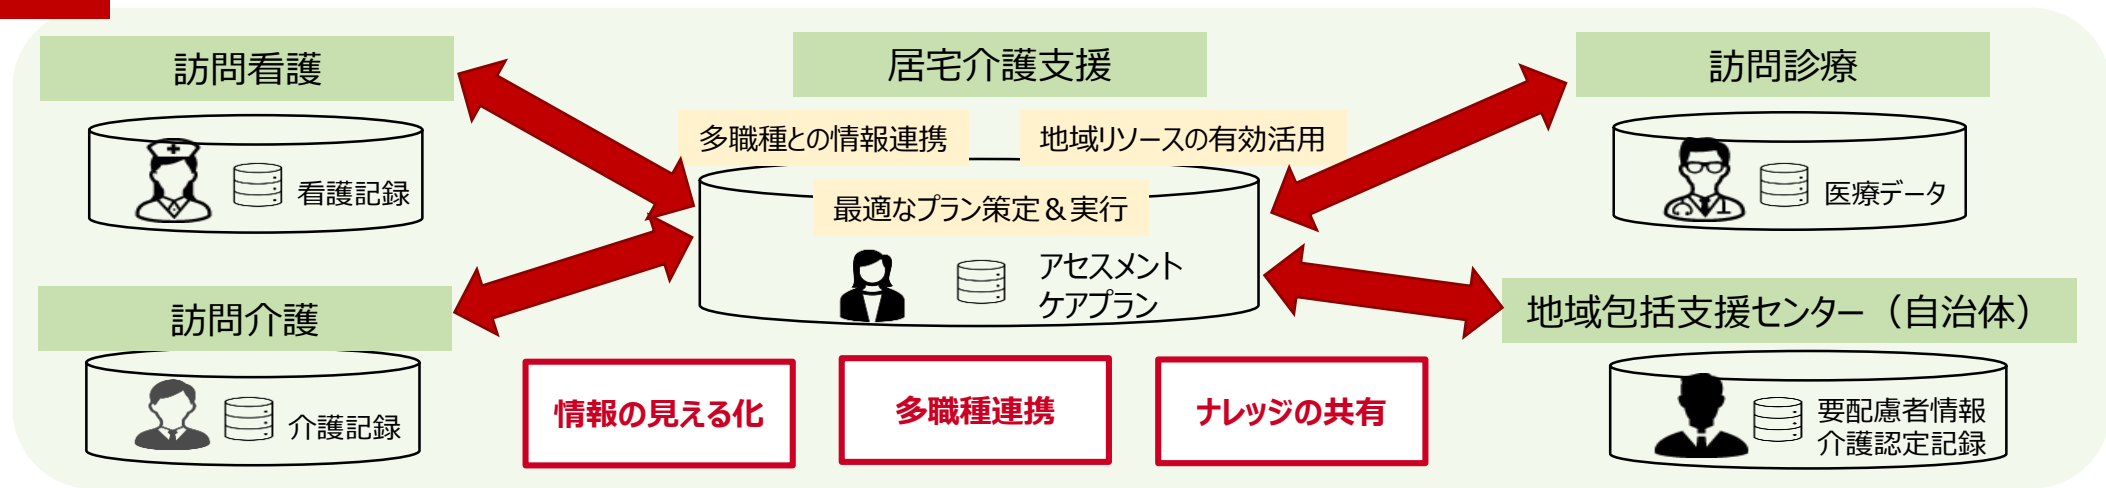 訪問看護
看護記録
訪問介護
介護記録
居宅介護支援
多職種との情報連携
地域リソースの有効活用
最適なプラン策定＆実行
アセスメント
ケアプラン
情報の見える化
多職種連携
ナレッジの共有
訪問診療
医療データ
地域包括支援センター（自治体）
要配慮者情報
介護認定記録